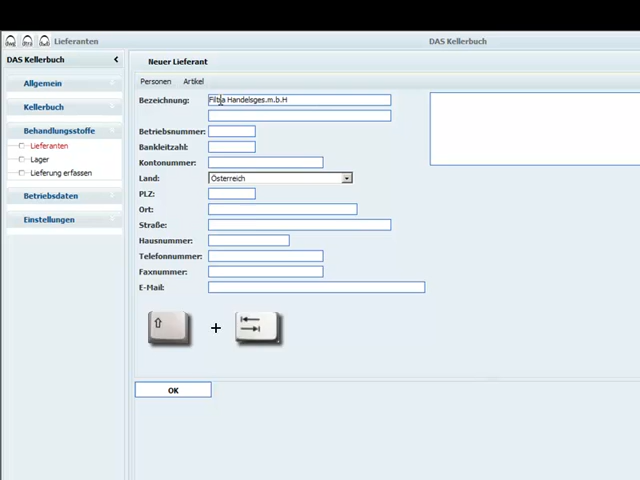 Lieferanten
DAS Kellerbuch
DAS Kellerbuch
Neuer Lieferant
Allgemein
Kellerbuch
Behandlungsstoffe
Lieferanten
Lager
Lieferung erfassen
Betriebsdaten
Einstellungen
Personen
Artikel
Bezeichnung:
Handelsges.m.b.H
Betriebsnummer:
Bankleitzahl:
Kontonummer:
Land:
Österreich
PLZ:
Ort:
Straße:
Hausnummer:
Telefonnummer:
Faxnummer:
E-Mail:
+
OK